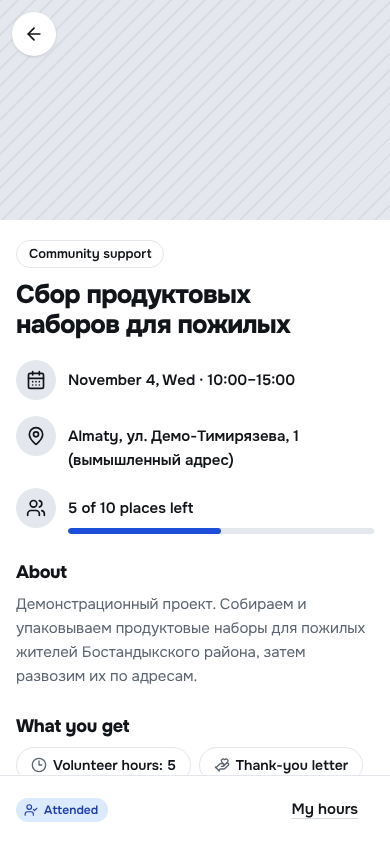 Community support
Сбор продуктовых
наборов для пожилых
November 4, Wed · 10:00–15:00
Almaty, ул. Демо-Тимирязева, 1
(вымышленный адрес)
5 of 10 places left
About
Демонстрационный проект. Собираем и
упаковываем продуктовые наборы для пожилых
жителей Бостандыкского района, затем
развозим их по адресам.
What you get
Volunteer hours: 5
Thank-you letter
Attended
My hours